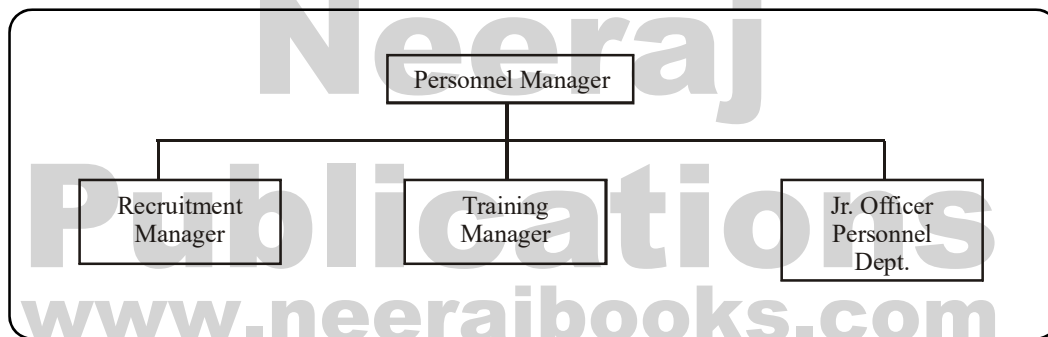 Neeraj
Personnel Manager
Publications
Recruitment
Manager
Training
Manager
Jr. Officer
Personnel
Dept.
www.neerajbooks.com